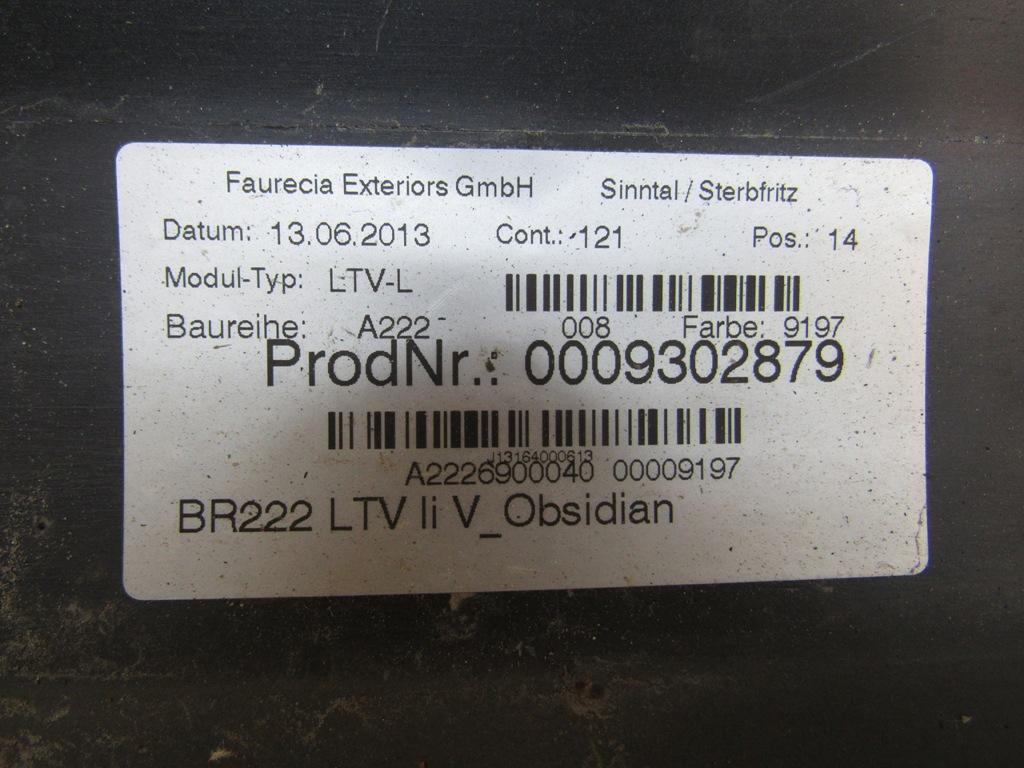 Faurecia Exteriors GmbH Sinntal / Sterbfritz
Datum: 13.06.2013 Cont.: 121 Pos.: 14
Modul-Typ: LTV-L
Baureihe: A222 008 Farbe: 9197
ProdNr.: 0009302879
J13164000613
A2226900040 00009197
BR222 LTV li V_Obsidian